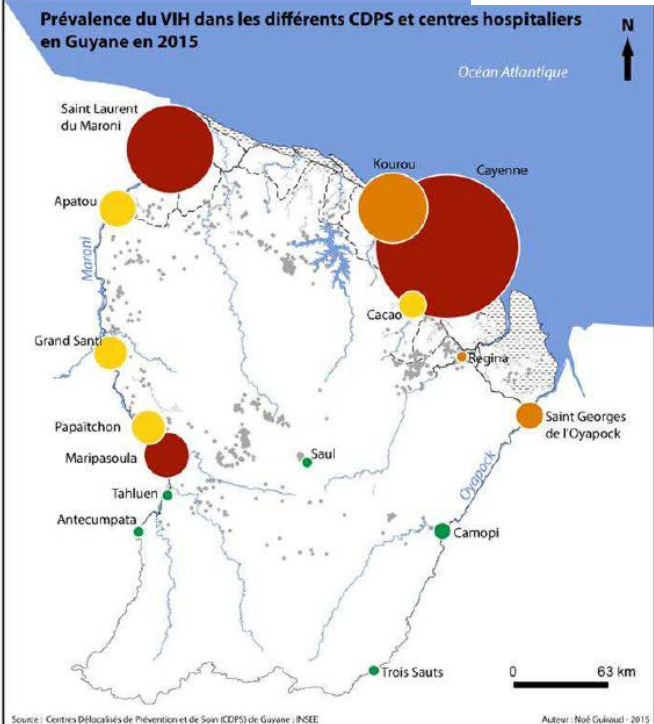 Prévalence du VIH dans les différents CDPS et centres hospitaliers
en Guyane en 2015
N
Océan Atlantique
Saint Laurent
du Maroni
Kourou
Cayenne
Apatou
Maroni
Cacao
Grand Santi
Regina
Papaïtchon
Saint Georges
de l'Oyapock
Maripasoula
Saul
Oyapock
Tahluen
Antecumpata
Camopi
Trois Sauts
0 63 km
Source : Centres Délocalisés de Prévention et de Soin (CDPS) de Guyane ; INSEE
Auteur : Noé Guiraud - 2015